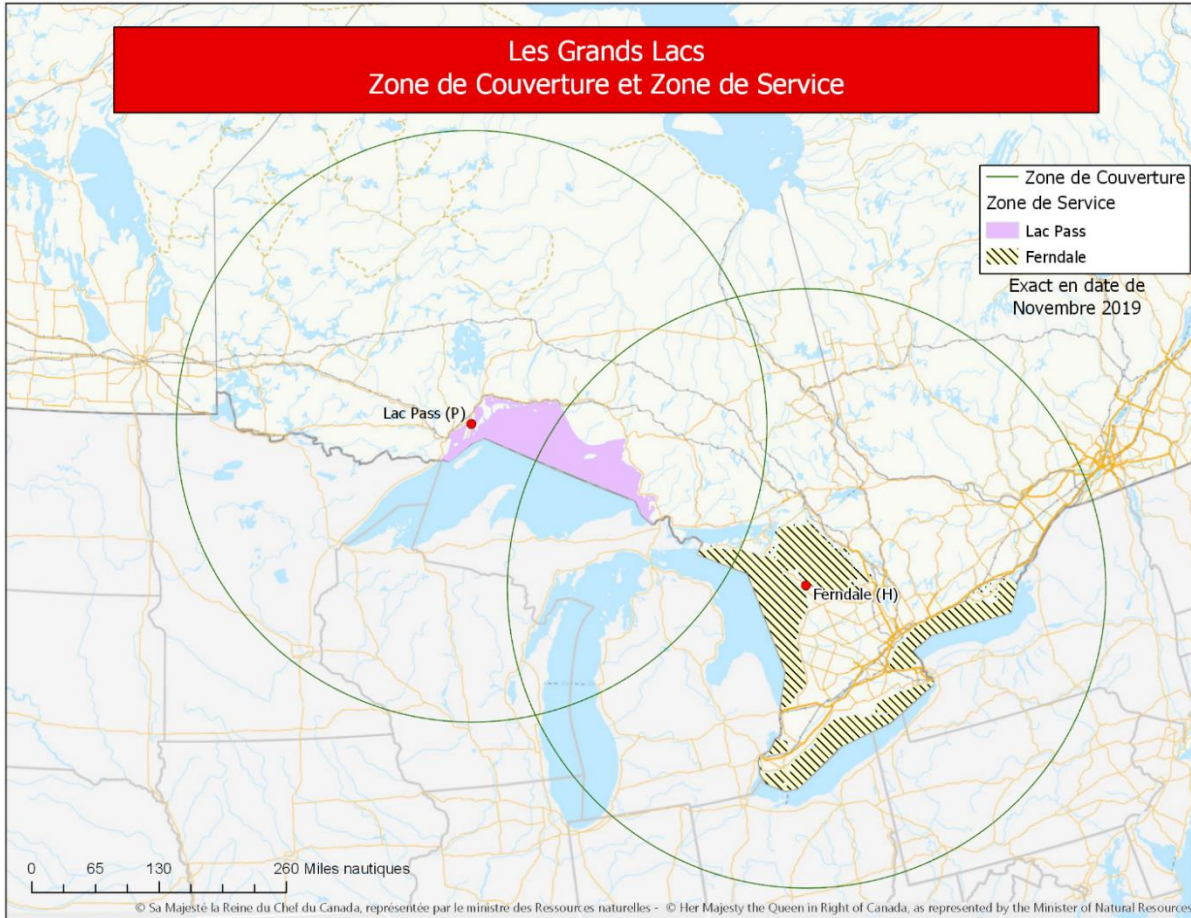 Les Grands Lacs
Zone de Couverture et Zone de Service
Zone de Couverture
Zone de Service
Lac Pass
Ferndale
Exact en date de
Novembre 2019
Lac Pass (P)
Ferndale (H)
0 65 130 260 Miles nautiques
© Sa Majesté la Reine du Chef du Canada, représentée par le ministre des Ressources naturelles - © Her Majesty the Queen in Right of Canada, as represented by the Minister of Natural Resources